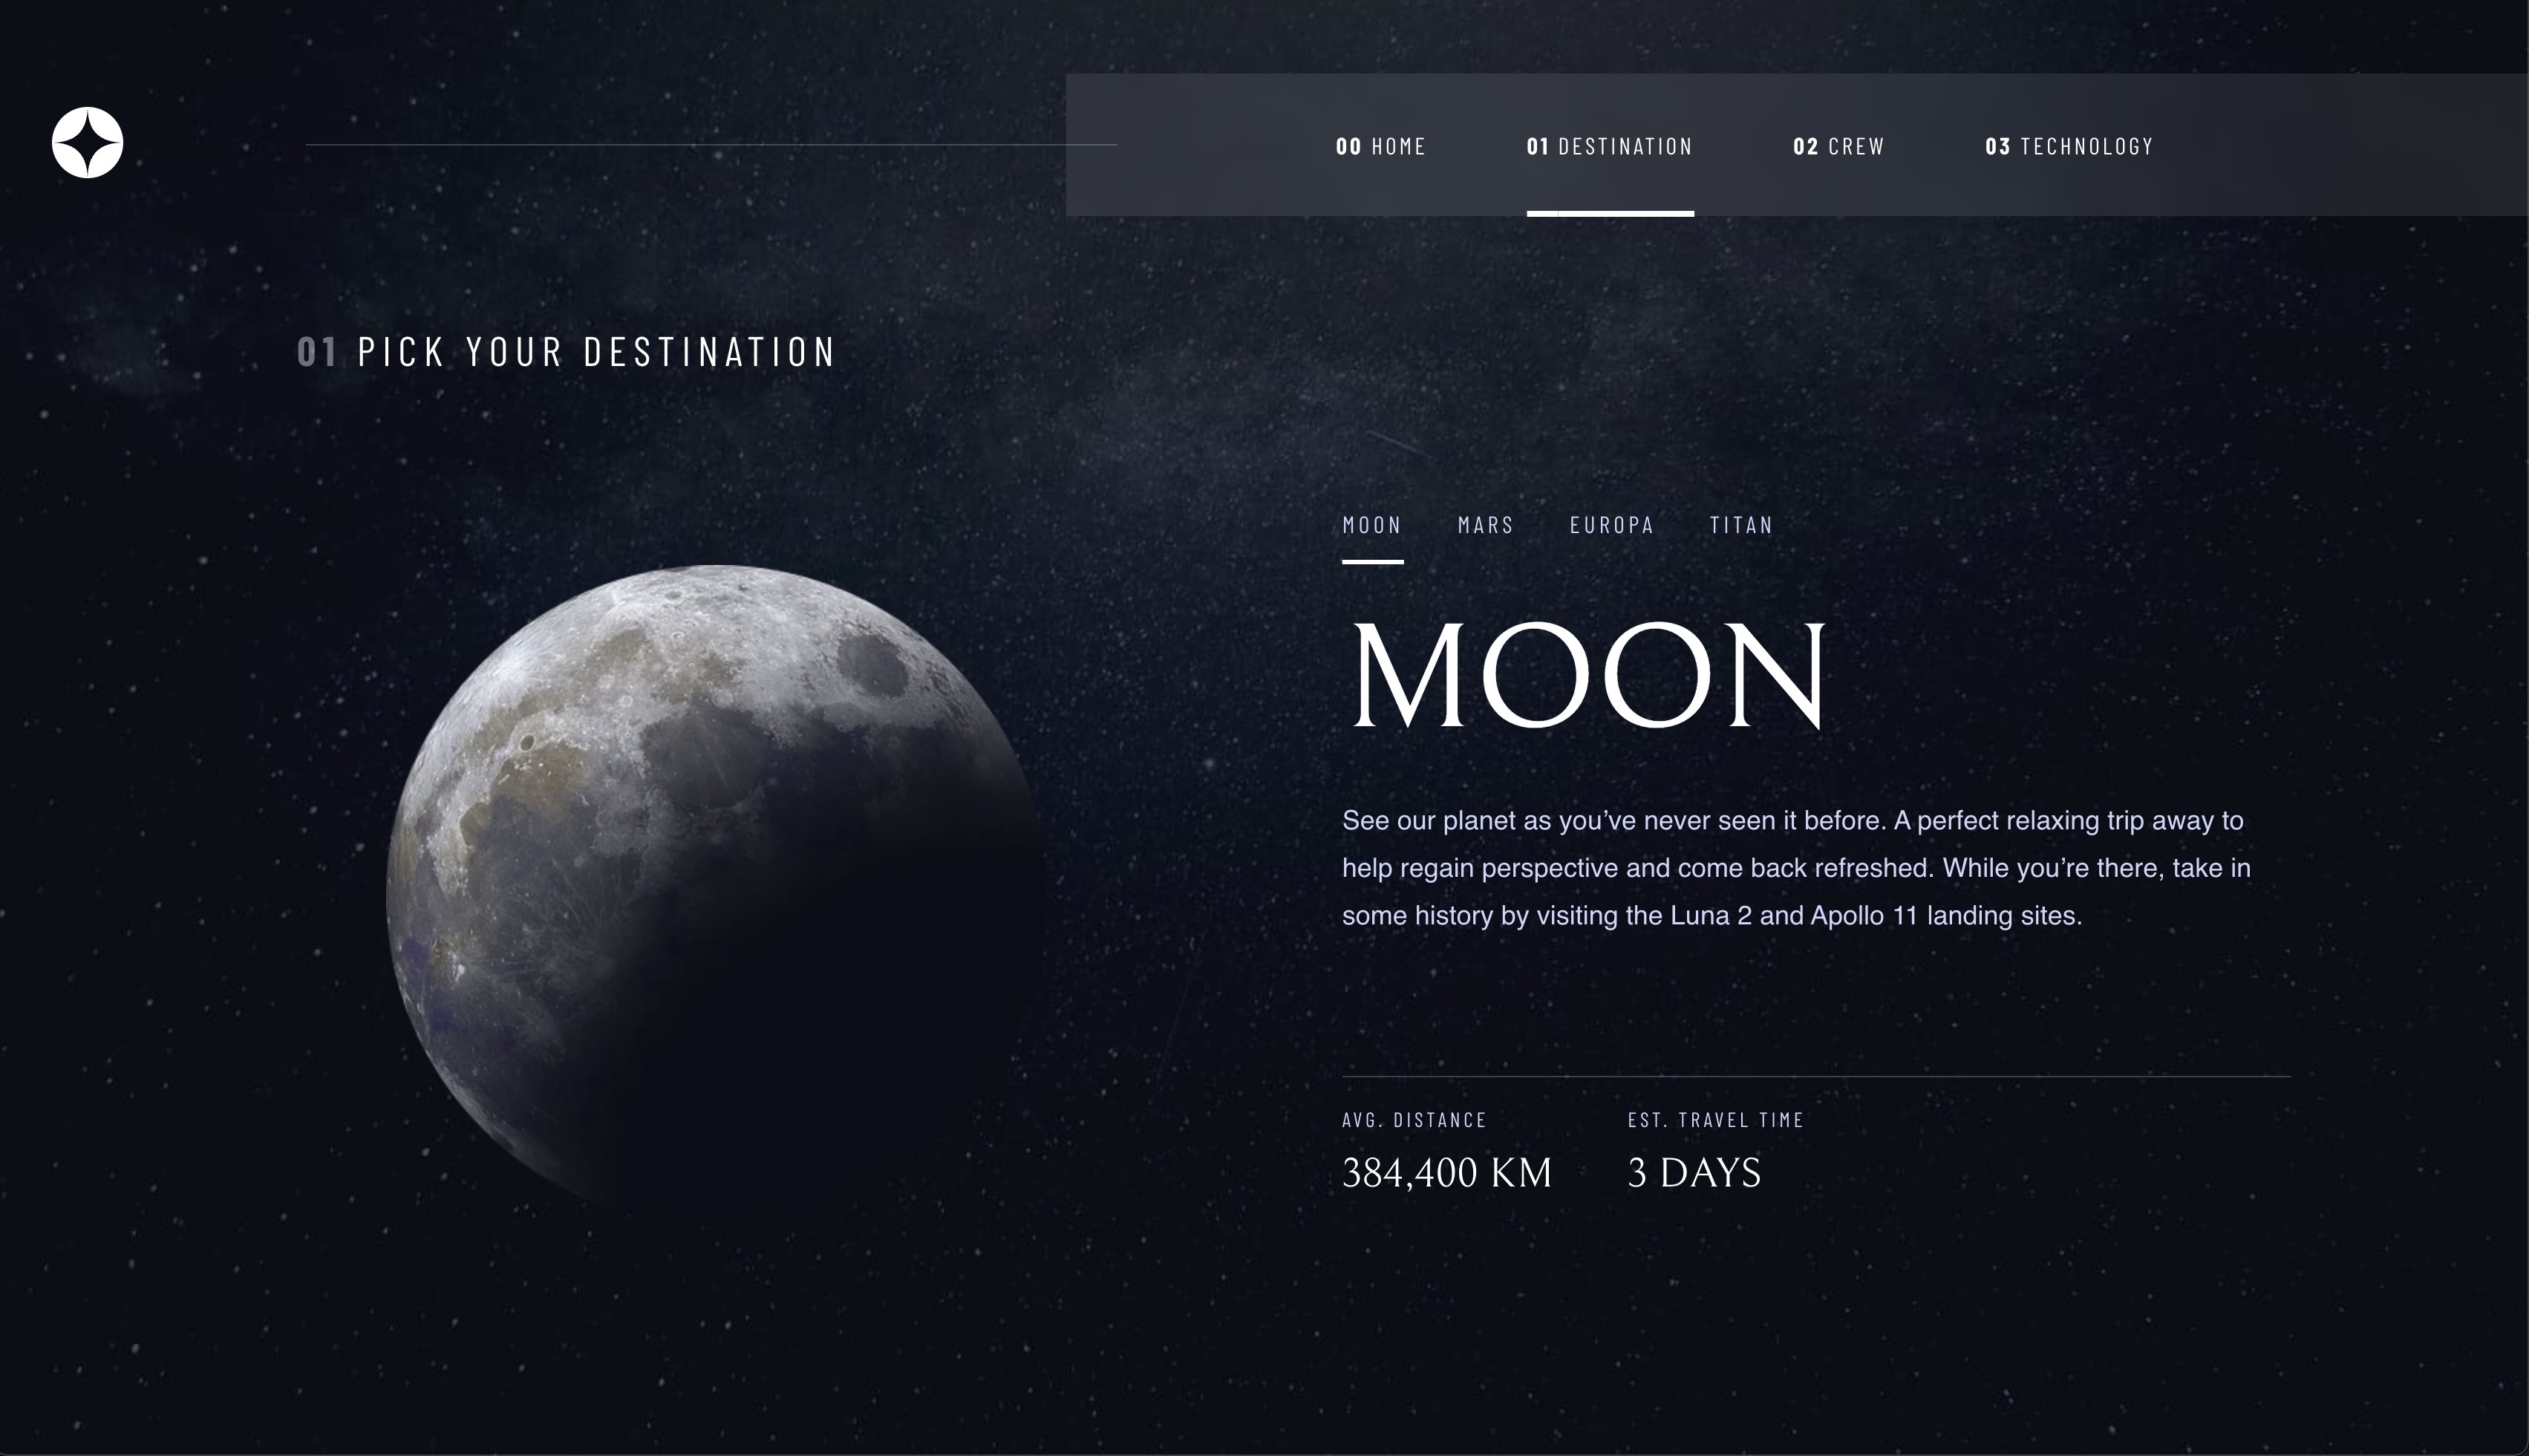 00 HOME 01 DESTINATION 02 CREW 03 TECHNOLOGY
01 PICK YOUR DESTINATION
MOON MARS EUROPA TITAN
MOON
See our planet as you’ve never seen it before. A perfect relaxing trip away to
help regain perspective and come back refreshed. While you’re there, take in
some history by visiting the Luna 2 and Apollo 11 landing sites.
AVG. DISTANCE EST. TRAVEL TIME
384,400 KM 3 DAYS